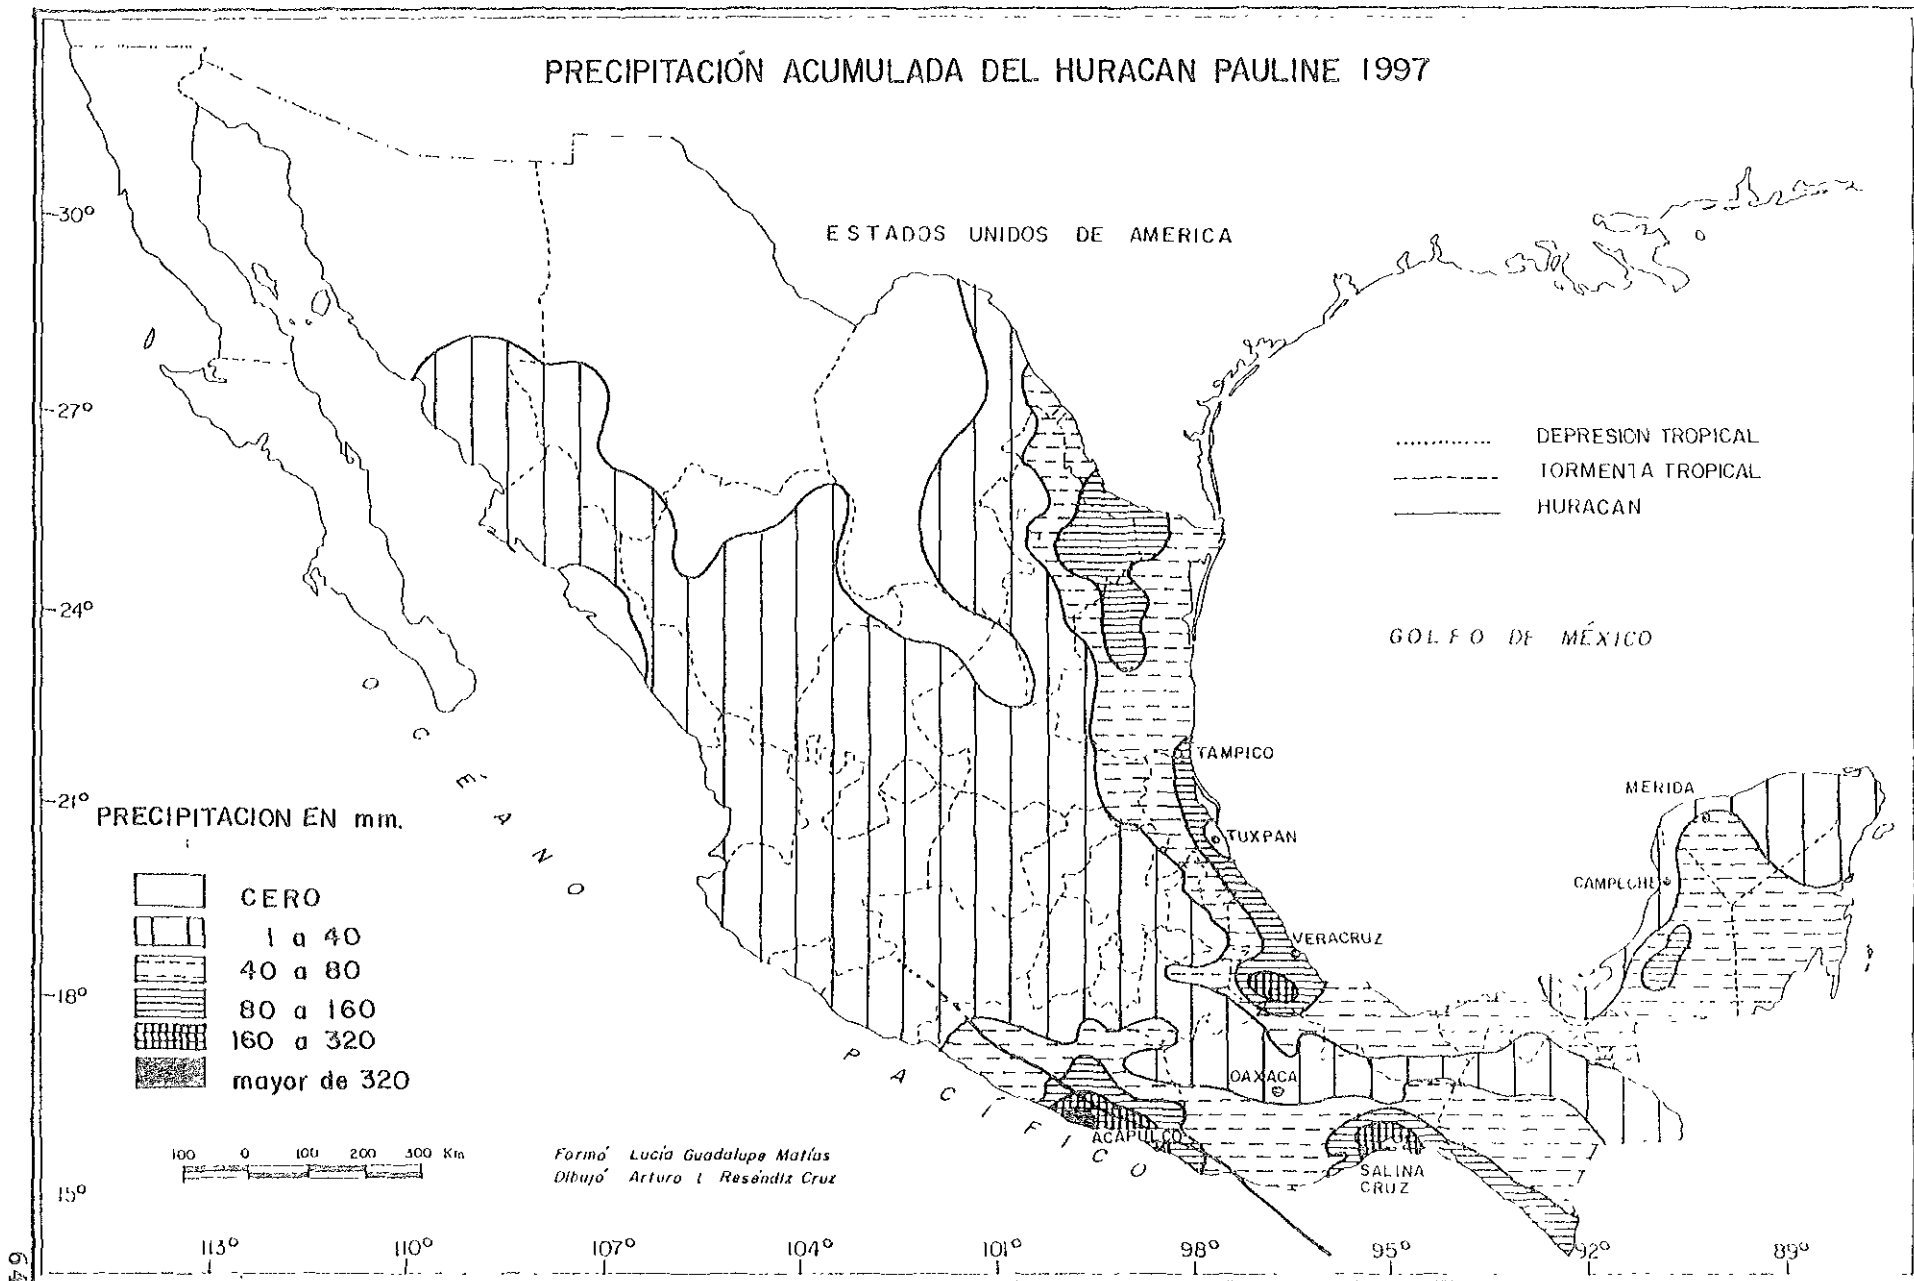 PRECIPITACIÓN ACUMULADA DEL HURACAN PAULINE 1997
30°
ESTADOS UNIDOS DE AMERICA
27°
DEPRESION TROPICAL
TORMENTA TROPICAL
HURACAN
24°
GOLFO DE MÉXICO
TAMPICO
MERIDA
21°
TUXPAN
CAMPECHE
VERACRUZ
OCÉANO
PACIFICO
PRECIPITACION EN mm.
CERO
1 a 40
40 a 80
80 a 160
160 a 320
mayor de 320
18°
OAXACA
ACAPULCO
SALINA
CRUZ
100 0 100 200 300 Km
Formó Lucía Guadalupe Matías
Dibujó Arturo I Reséndiz Cruz
15°
113° 110° 107° 104° 101° 98° 95° 92° 89°
64